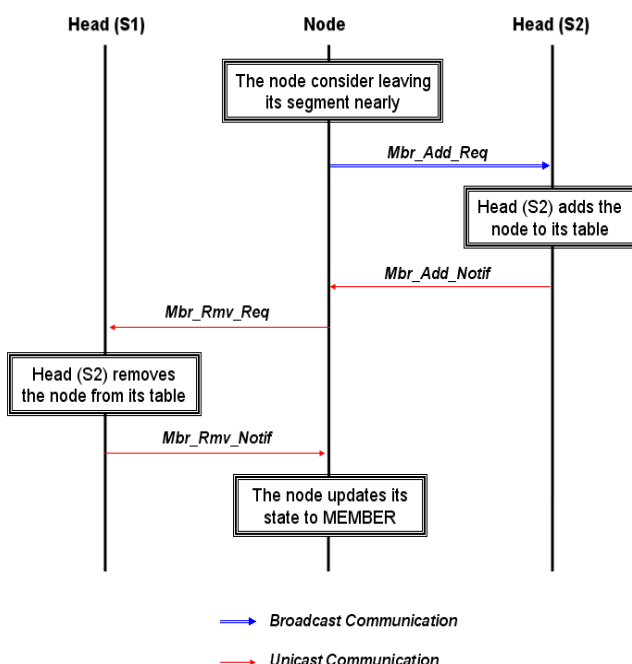 Head (S1) Node Head (S2)
The node consider leaving
its segment nearly
Mbr_Add_Req
Head (S2) adds the
node to its table
Mbr_Add_Notif
Mbr_Rmv_Req
Head (S2) removes
the node from its table
Mbr_Rmv_Notif
The node updates its
state to MEMBER
Broadcast Communication
Unicast Communication